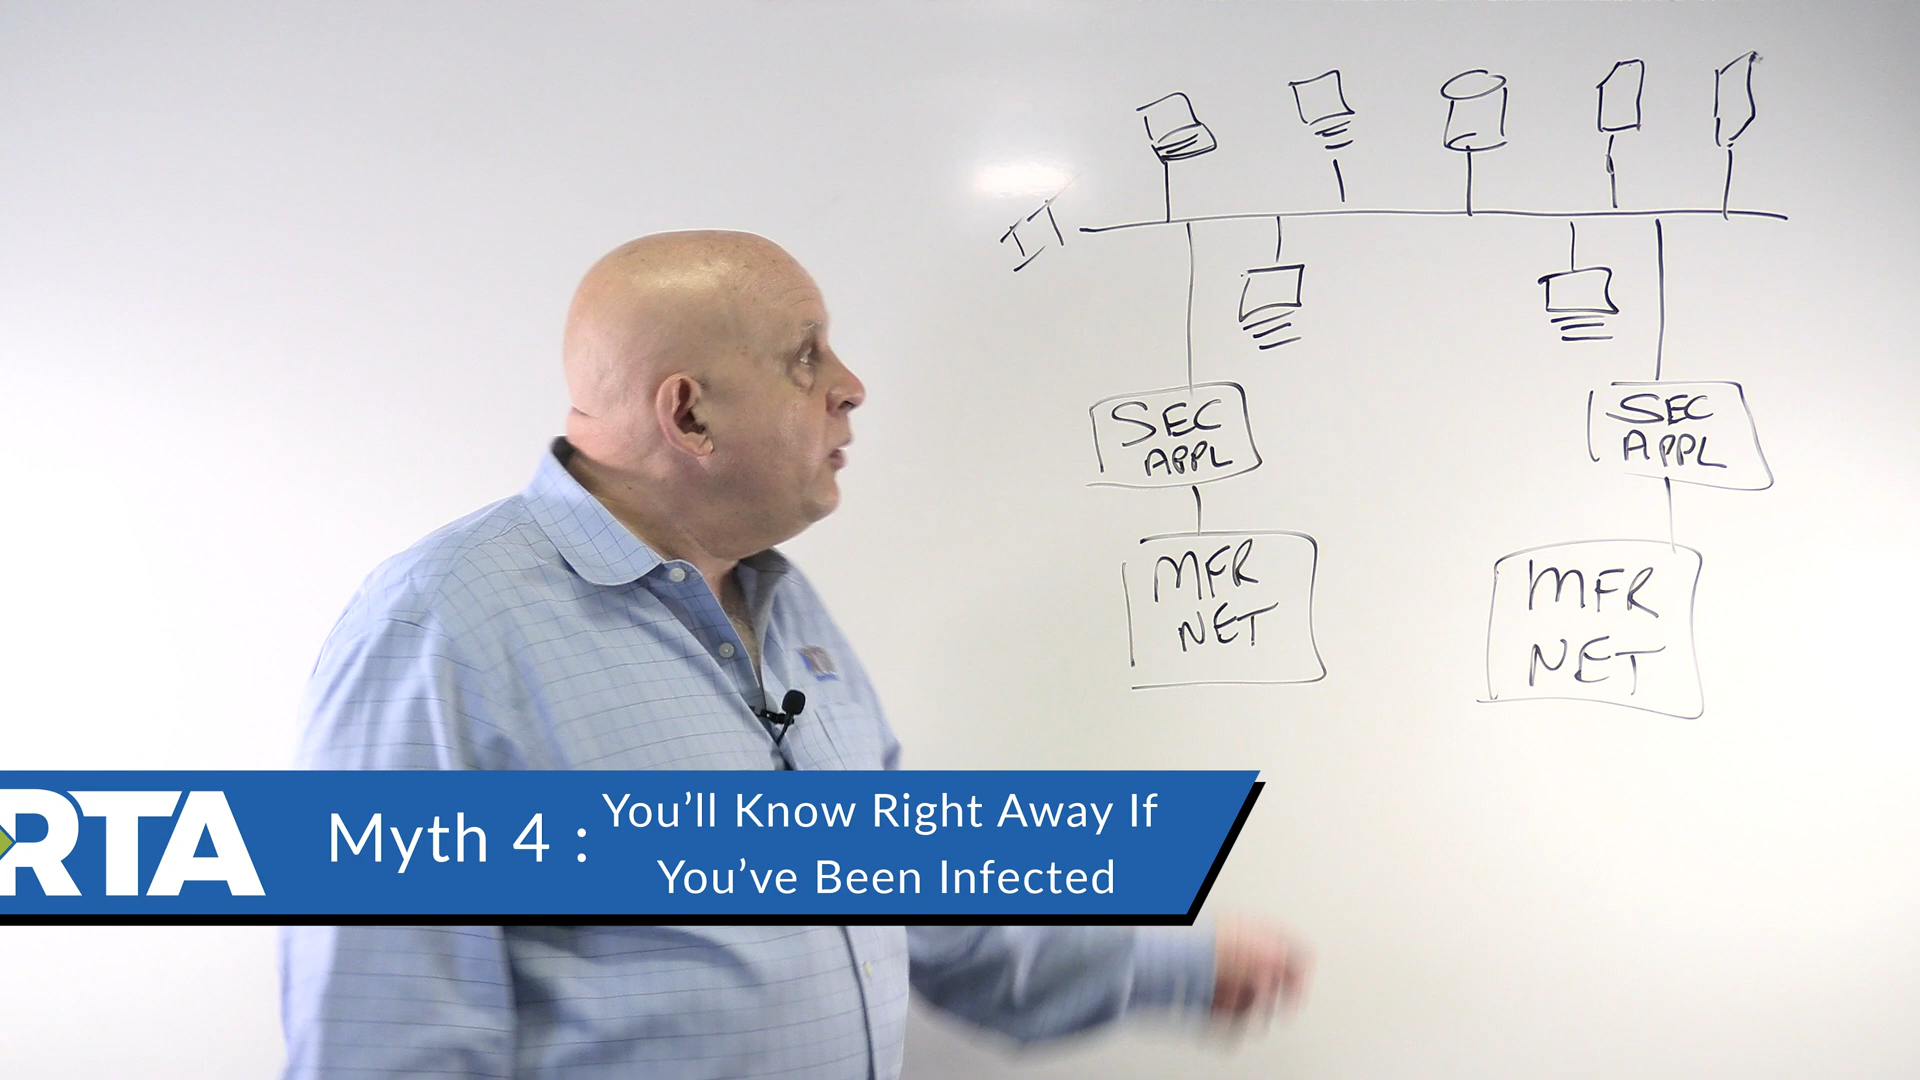 IT
SEC
APPL
SEC
APPL
MFR
NET
MFR
NET
RTA
Myth 4 :
You’ll Know Right Away If
You’ve Been Infected